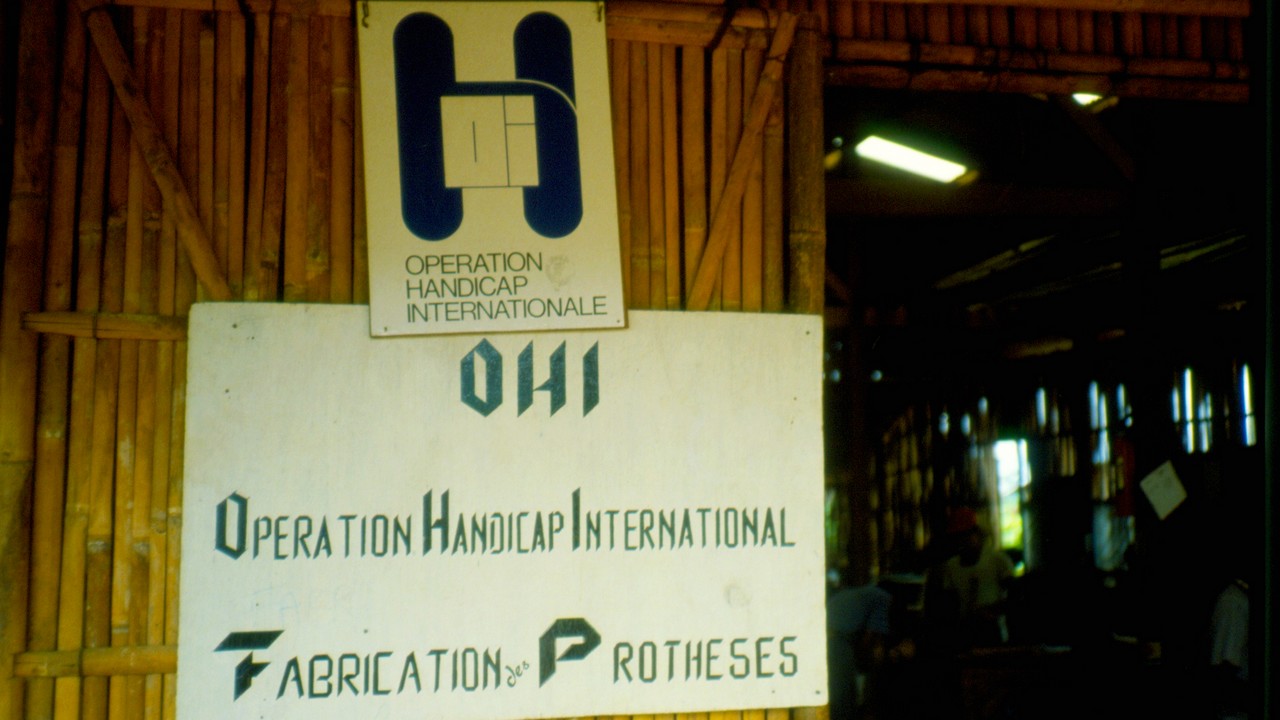 OPERATION
HANDICAP
INTERNATIONALE
OHI
OPERATION HANDICAP INTERNATIONAL
FABRICATION des PROTHESES